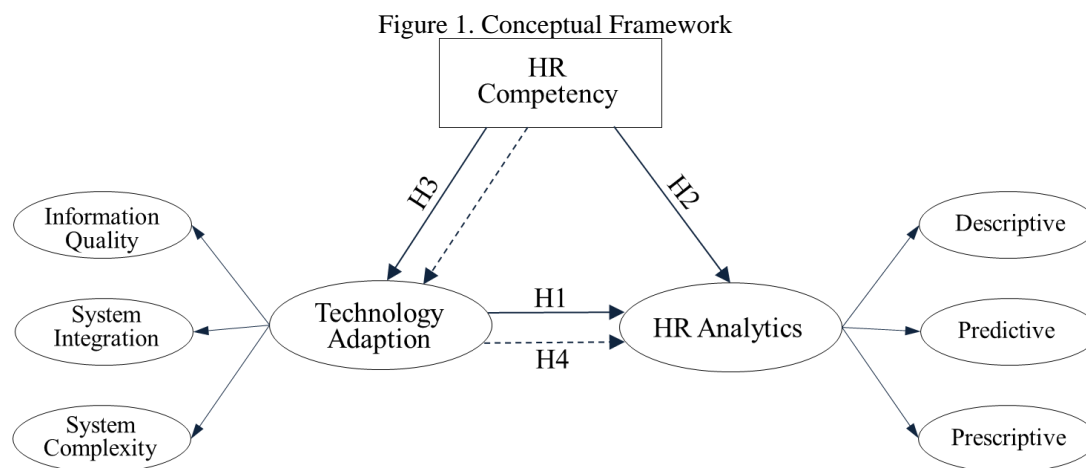 Figure 1. Conceptual Framework
HR
Competency
H3
H2
Information
Quality
Descriptive
System
Integration
Technology
Adaption
H1
H4
HR Analytics
Predictive
System
Complexity
Prescriptive